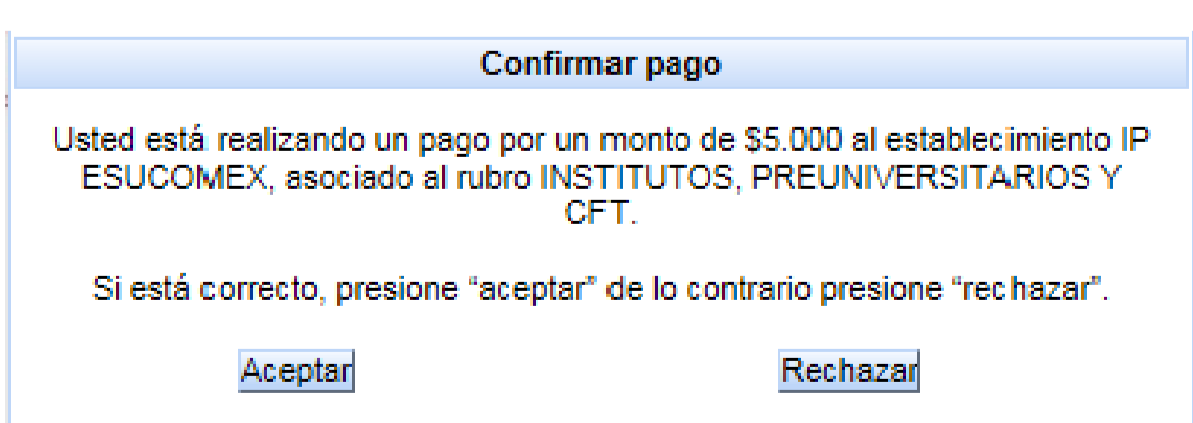 Confirmar pago
Usted está realizando un pago por un monto de $5.000 al establecimiento IP
ESUCOMEX, asociado al rubro INSTITUTOS, PREUNIVERSITARIOS Y
CFT.
Si está correcto, presione “aceptar” de lo contrario presione “rechazar”.
Aceptar
Rechazar